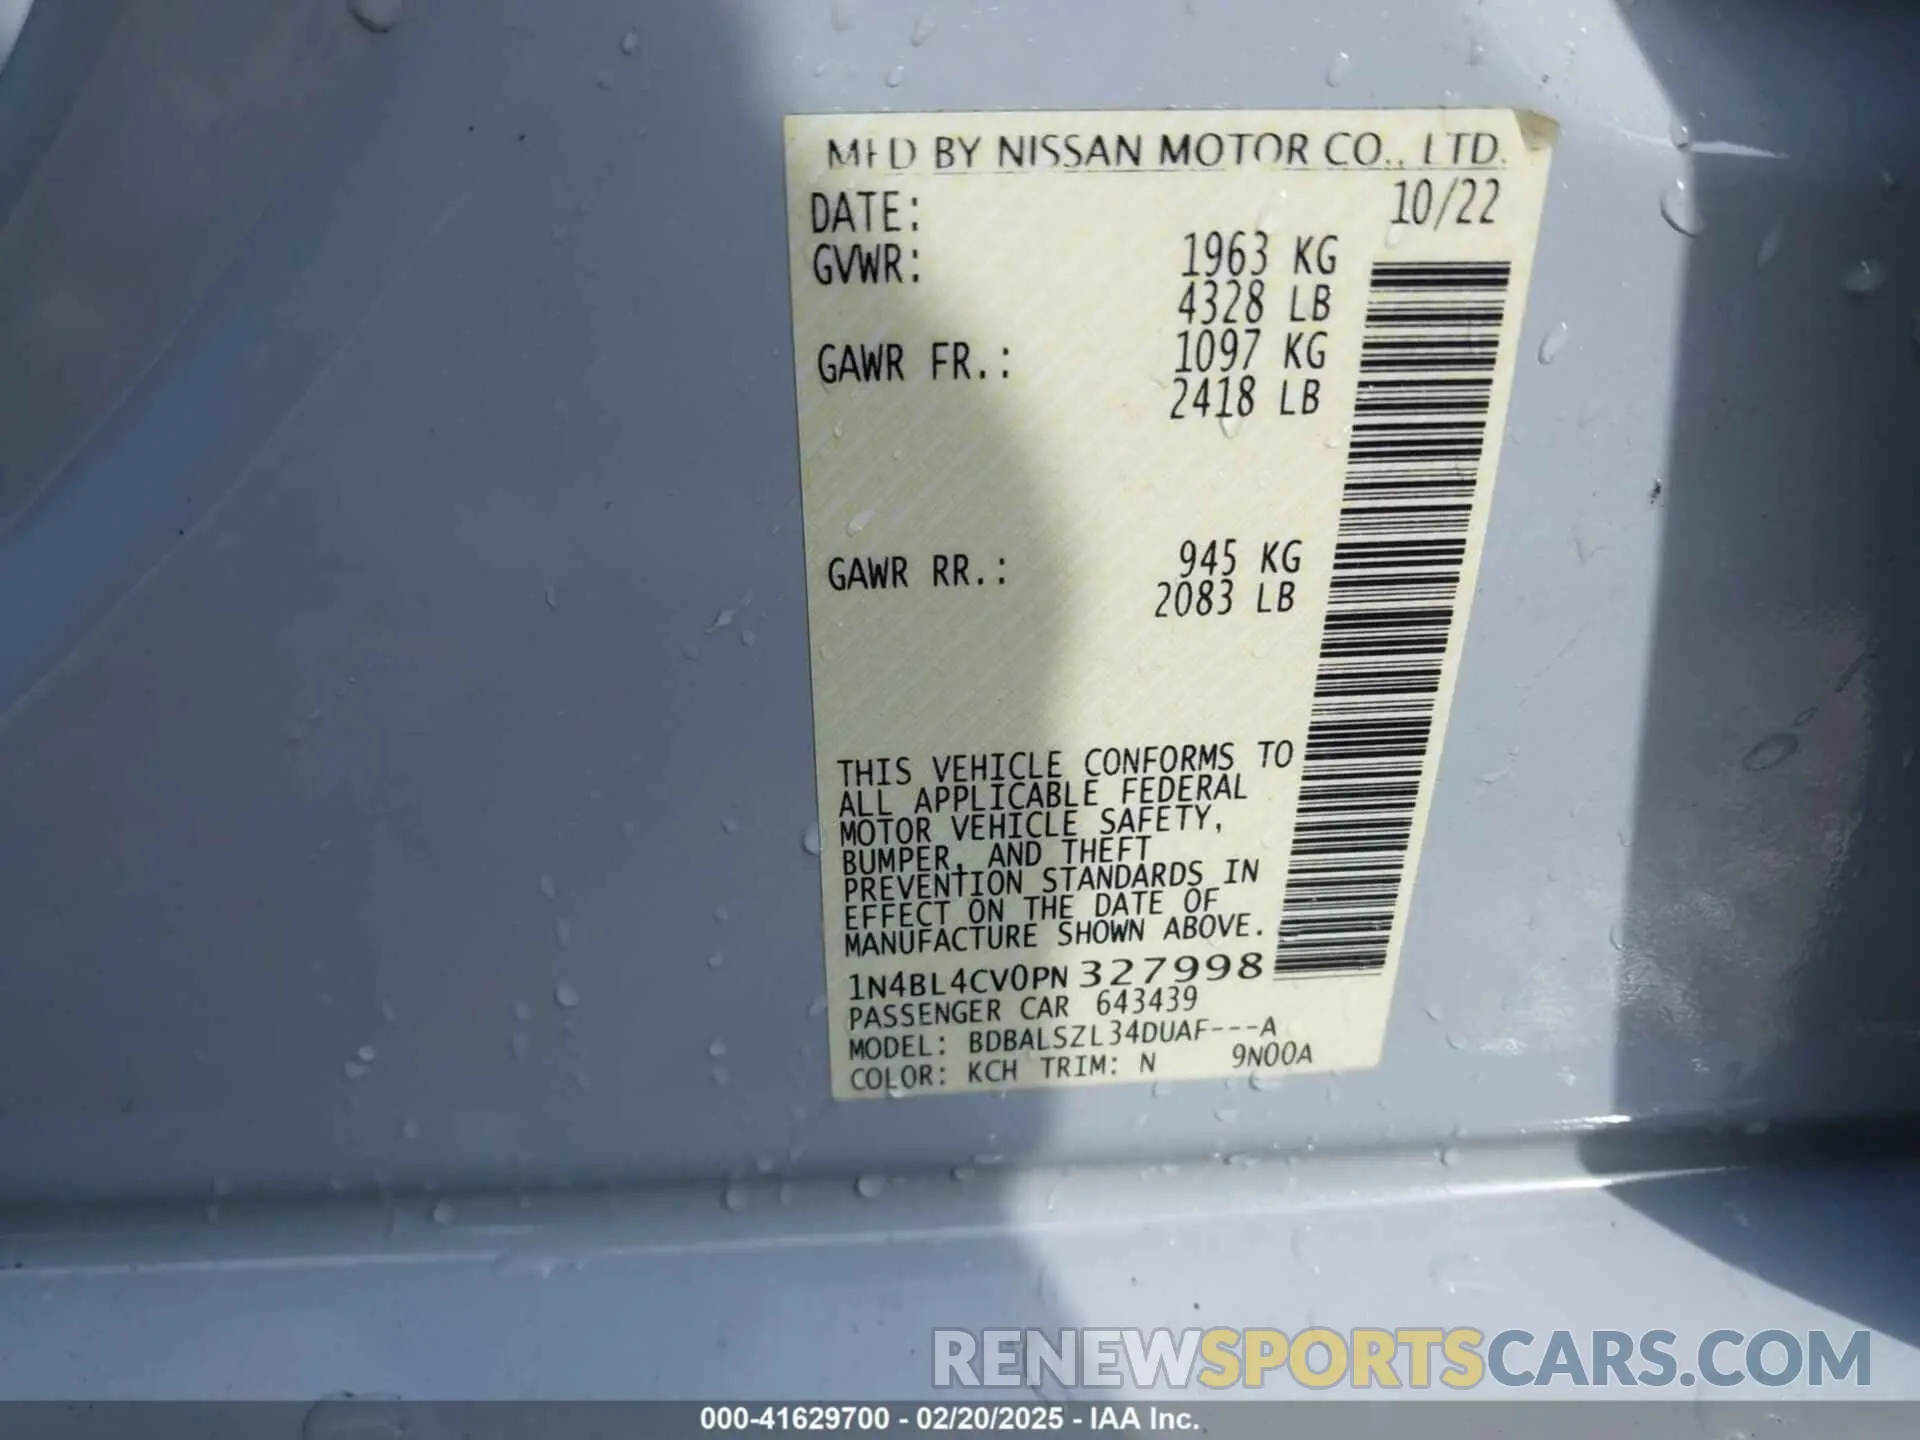 MFD BY NISSAN MOTOR CO., LTD.
DATE: 10/22
GVWR: 1963 KG
4328 LB
GAWR FR.: 1097 KG
2418 LB
GAWR RR.: 945 KG
2083 LB
THIS VEHICLE CONFORMS TO
ALL APPLICABLE FEDERAL
MOTOR VEHICLE SAFETY,
BUMPER, AND THEFT
PREVENTION STANDARDS IN
EFFECT ON THE DATE OF
MANUFACTURE SHOWN ABOVE.
1N4BL4CV0PN327998
PASSENGER CAR 643439
MODEL: BDBALSZL34DUAF---A
COLOR: KCH TRIM: N 9N00A
RENEWSPORTSCARS.COM
000-41629700 - 02/20/2025 - IAA Inc.